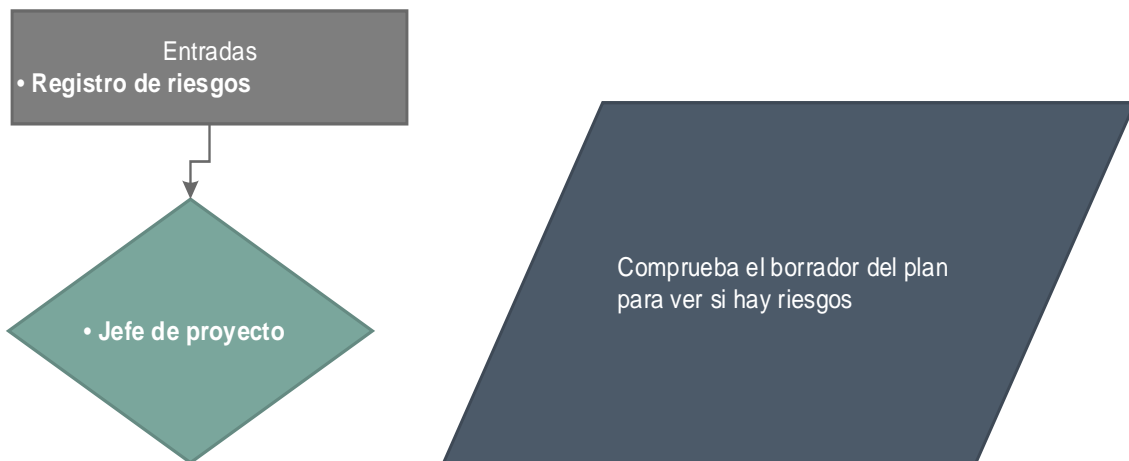 Entradas
• Registro de riesgos
• Jefe de proyecto
Comprueba el borrador del plan
para ver si hay riesgos